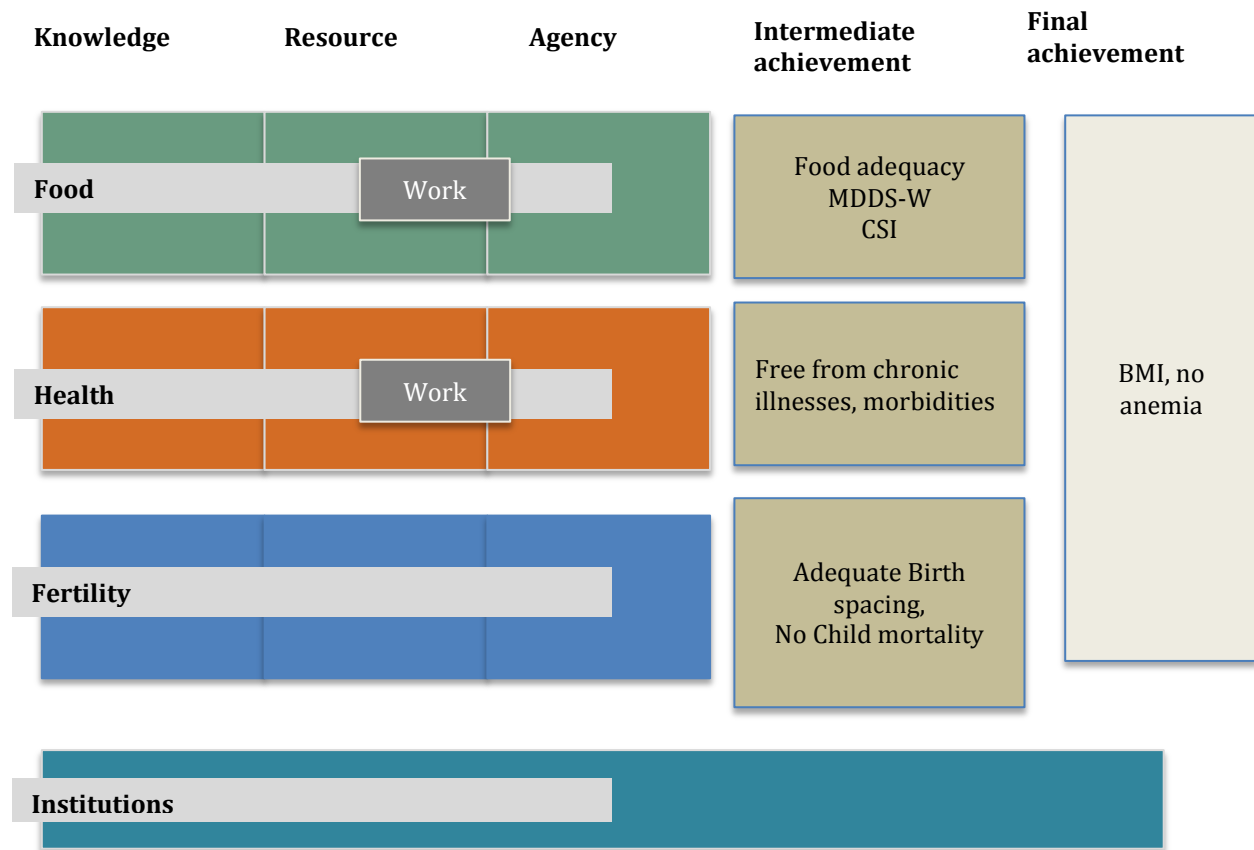 Knowledge
Resource
Agency
Intermediate
achievement
Final
achievement
Food
Work
Food adequacy
MDDS-W
CSI
Health
Work
Free from chronic
illnesses, morbidities
BMI, no
anemia
Fertility
Adequate Birth
spacing,
No Child mortality
Institutions